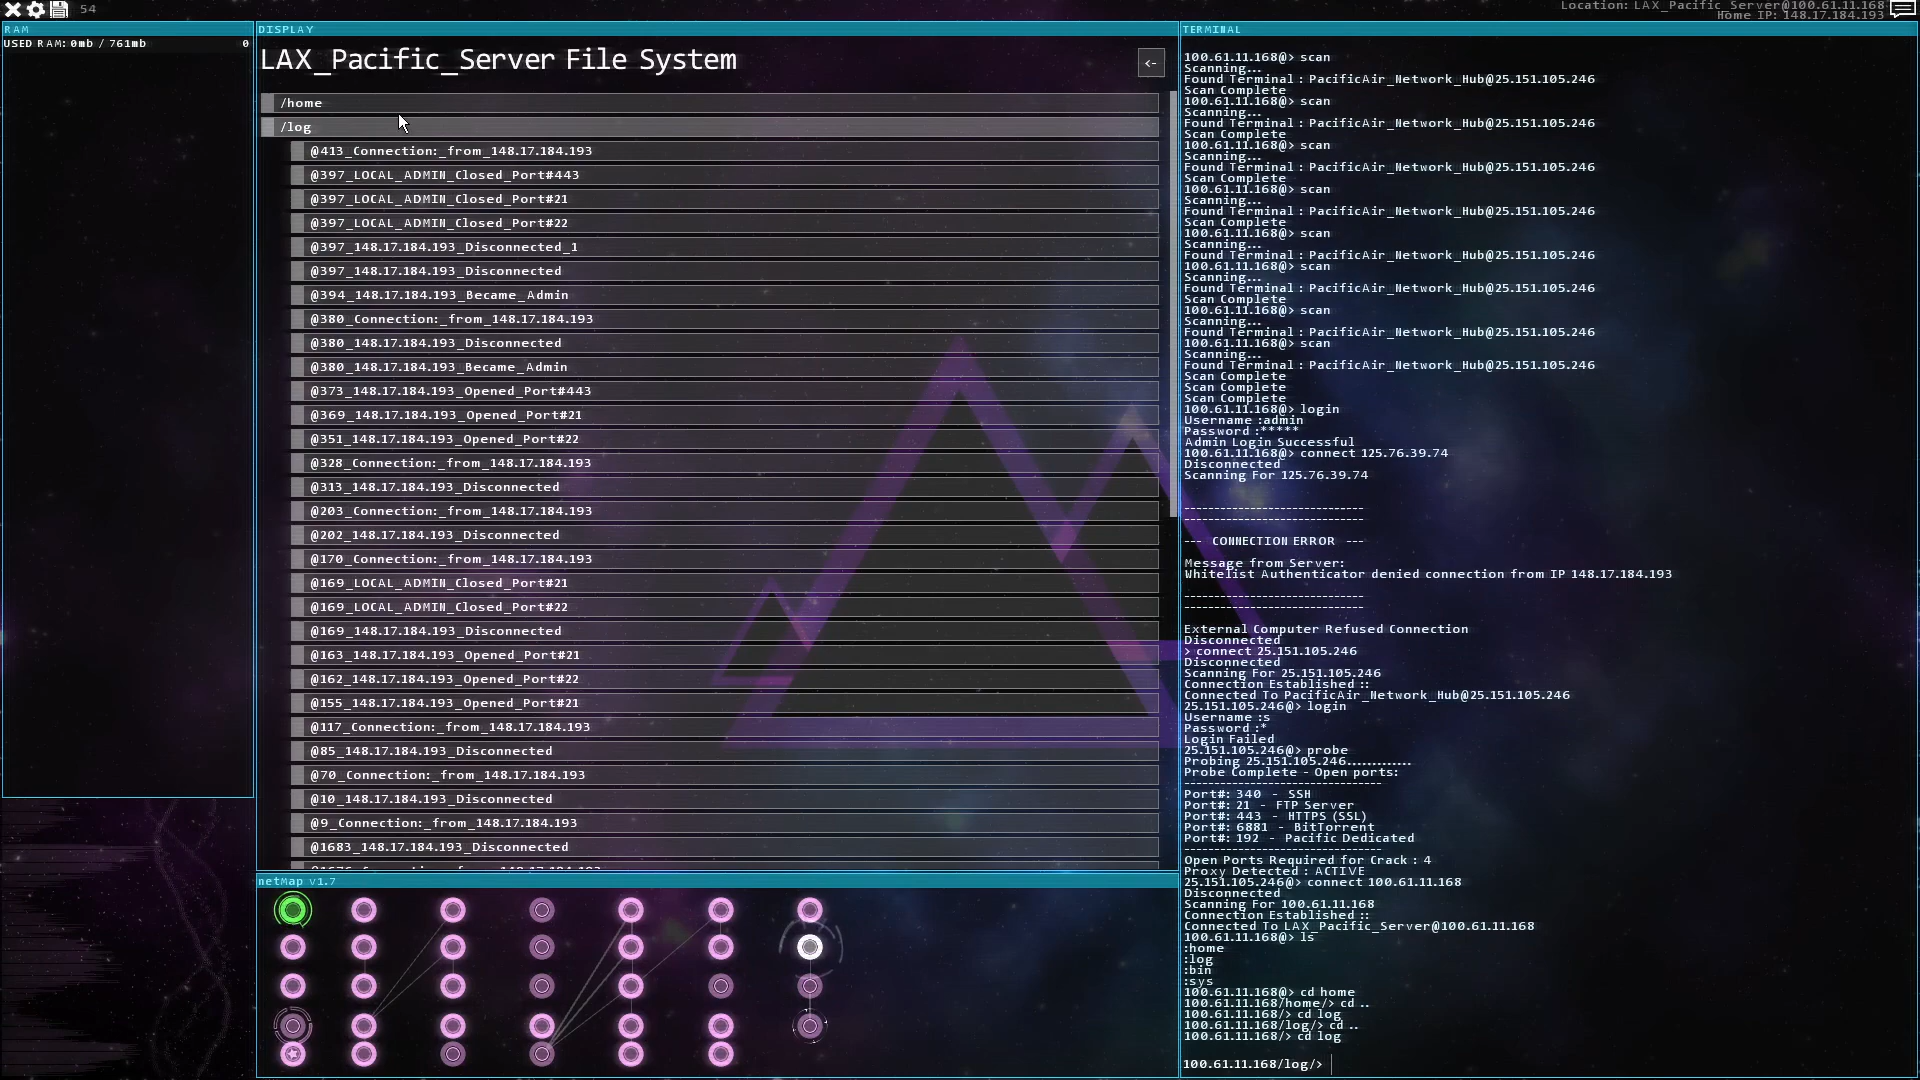 54
Location: LAX_Pacific_Server@100.61.11.168
Home IP: 148.17.184.193
RAM
USED RAM: 0mb / 761mb 0
DISPLAY
LAX_Pacific_Server File System
<-
/home
/log
@413_Connection:_from_148.17.184.193
@397_LOCAL_ADMIN_Closed_Port#443
@397_LOCAL_ADMIN_Closed_Port#21
@397_LOCAL_ADMIN_Closed_Port#22
@397_148.17.184.193_Disconnected_1
@397_148.17.184.193_Disconnected
@394_148.17.184.193_Became_Admin
@380_Connection:_from_148.17.184.193
@380_148.17.184.193_Disconnected
@380_148.17.184.193_Became_Admin
@373_148.17.184.193_Opened_Port#443
@369_148.17.184.193_Opened_Port#21
@351_148.17.184.193_Opened_Port#22
@328_Connection:_from_148.17.184.193
@313_148.17.184.193_Disconnected
@203_Connection:_from_148.17.184.193
@202_148.17.184.193_Disconnected
@170_Connection:_from_148.17.184.193
@169_LOCAL_ADMIN_Closed_Port#21
@169_LOCAL_ADMIN_Closed_Port#22
@169_148.17.184.193_Disconnected
@163_148.17.184.193_Opened_Port#21
@162_148.17.184.193_Opened_Port#22
@155_148.17.184.193_Opened_Port#21
@117_Connection:_from_148.17.184.193
@85_148.17.184.193_Disconnected
@70_Connection:_from_148.17.184.193
@10_148.17.184.193_Disconnected
@9_Connection:_from_148.17.184.193
@1683_148.17.184.193_Disconnected
netMap v1.7
TERMINAL
100.61.11.168@> scan
Scanning...
Found Terminal : PacificAir_Network_Hub@25.151.105.246
Scan Complete
100.61.11.168@> scan
Scanning...
Found Terminal : PacificAir_Network_Hub@25.151.105.246
Scan Complete
100.61.11.168@> scan
Scanning...
Found Terminal : PacificAir_Network_Hub@25.151.105.246
Scan Complete
100.61.11.168@> scan
Scanning...
Found Terminal : PacificAir_Network_Hub@25.151.105.246
Scan Complete
100.61.11.168@> scan
Scanning...
Found Terminal : PacificAir_Network_Hub@25.151.105.246
100.61.11.168@> scan
Scanning...
Found Terminal : PacificAir_Network_Hub@25.151.105.246
Scan Complete
100.61.11.168@> scan
Scanning...
Found Terminal : PacificAir_Network_Hub@25.151.105.246
100.61.11.168@> scan
Scanning...
Found Terminal : PacificAir_Network_Hub@25.151.105.246
Scan Complete
Scan Complete
Scan Complete
100.61.11.168@> login
Username :admin
Password :*****
Admin Login Successful
100.61.11.168@> connect 125.76.39.74
Disconnected
Scanning For 125.76.39.74
------------------------------
------------------------------
--- CONNECTION ERROR ---
Message from Server:
Whitelist Authenticator denied connection from IP 148.17.184.193
------------------------------
------------------------------
External Computer Refused Connection
Disconnected
> connect 25.151.105.246
Disconnected
Scanning For 25.151.105.246
Connection Established ::
Connected To PacificAir_Network_Hub@25.151.105.246
25.151.105.246@> login
Username :s
Password :*
Login Failed
25.151.105.246@> probe
Probing 25.151.105.246.............
Probe Complete - Open ports:
---------------------------------
Port#: 340 - SSH
Port#: 21 - FTP Server
Port#: 443 - HTTPS (SSL)
Port#: 6881 - BitTorrent
Port#: 192 - Pacific Dedicated
---------------------------------
Open Ports Required for Crack : 4
Proxy Detected : ACTIVE
25.151.105.246@> connect 100.61.11.168
Disconnected
Scanning For 100.61.11.168
Connection Established ::
Connected To LAX_Pacific_Server@100.61.11.168
100.61.11.168@> ls
:home
:log
:bin
:sys
100.61.11.168@> cd home
100.61.11.168/home/> cd ..
100.61.11.168/> cd log
100.61.11.168/log/> cd ..
100.61.11.168/> cd log
100.61.11.168/log/>